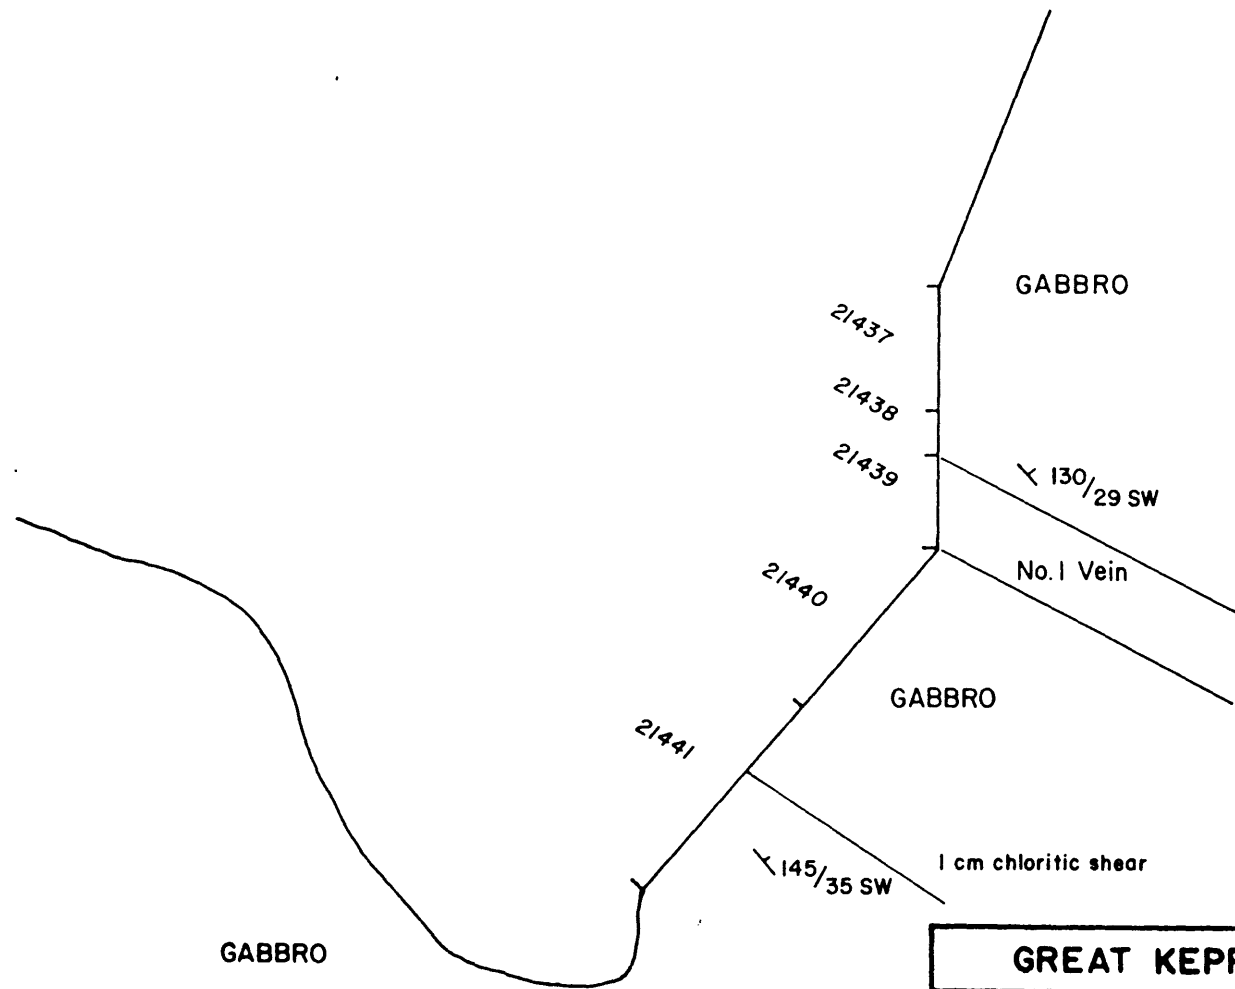 GABBRO
21437
21438
21439
130/29 SW
No. 1 Vein
21440
GABBRO
21441
1 cm chloritic shear
145/35 SW
GABBRO
GREAT